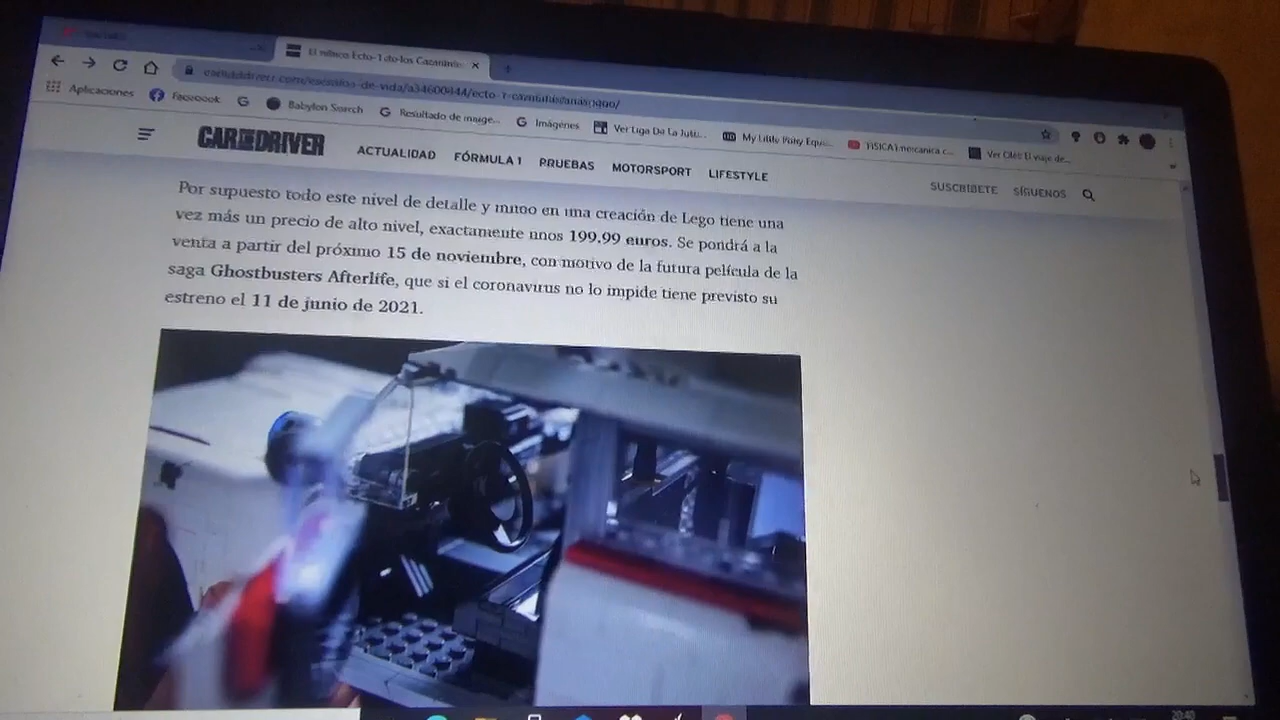 El mítico Ecto-1 de los Cazafantas
Aplicaciones
Facebook
G
Babylon Search
Resultado de image...
Imágenes
Ver Liga De La Justi...
My Little Pony Eque...
FISICA | mecanica c...
Ver Cites: El viaje de...
CAR AND DRIVER
ACTUALIDAD FÓRMULA 1 PRUEBAS MOTORSPORT LIFESTYLE
SUSCRIBETE SÍGUENOS
Por supuesto todo este nivel de detalle y mimo en una creación de Lego tiene una
vez más un precio de alto nivel, exactamente unos 199,99 euros. Se pondrá a la
venta a partir del próximo 15 de noviembre, con motivo de la futura película de la
saga Ghostbusters Afterlife, que si el coronavirus no lo impide tiene previsto su
estreno el 11 de junio de 2021.